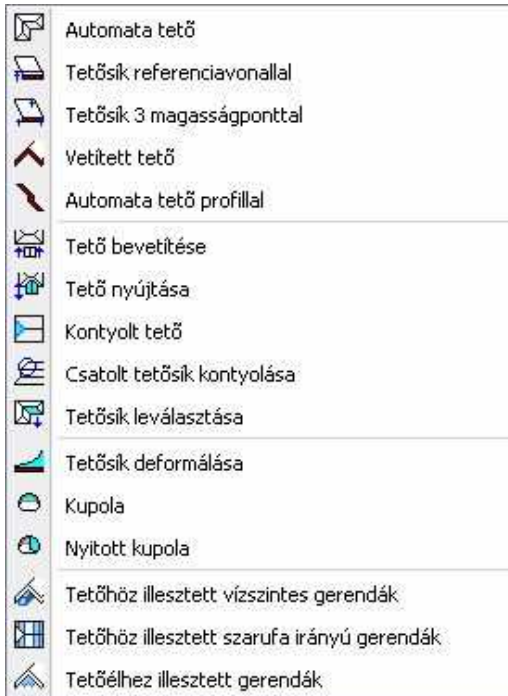 Automata tető
Tetősík referenciavonallal
Tetősík 3 magasságponttal
Vetített tető
Automata tető profillal
Tető bevetítése
Tető nyújtása
Kontyolt tető
Csatolt tetősík kontyolása
Tetősík leválasztása
Tetősík deformálása
Kupola
Nyitott kupola
Tetőhöz illesztett vízszintes gerendák
Tetőhöz illesztett szarufa irányú gerendák
Tetőélhez illesztett gerendák